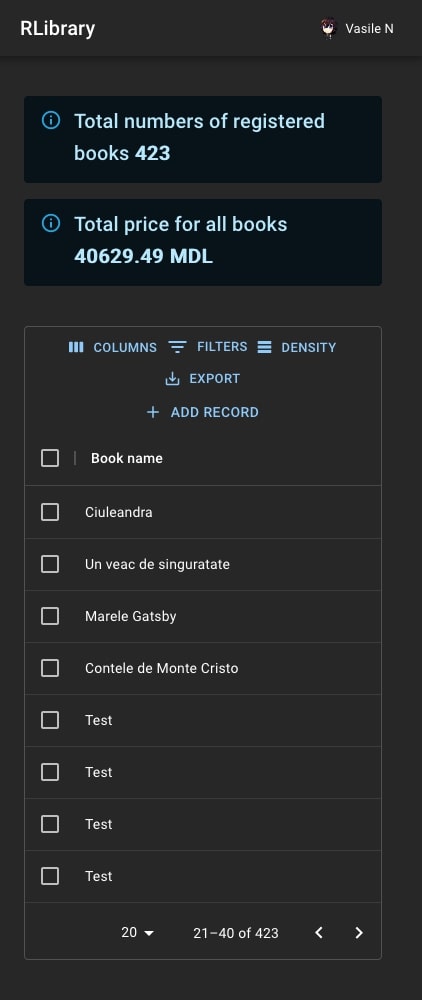 RLibrary
Vasile N
Total numbers of registered
books 423
Total price for all books
40629.49 MDL
COLUMNS FILTERS DENSITY
EXPORT
ADD RECORD
Book name
Ciuleandra
Un veac de singuratate
Marele Gatsby
Contele de Monte Cristo
Test
Test
Test
Test
20 21–40 of 423